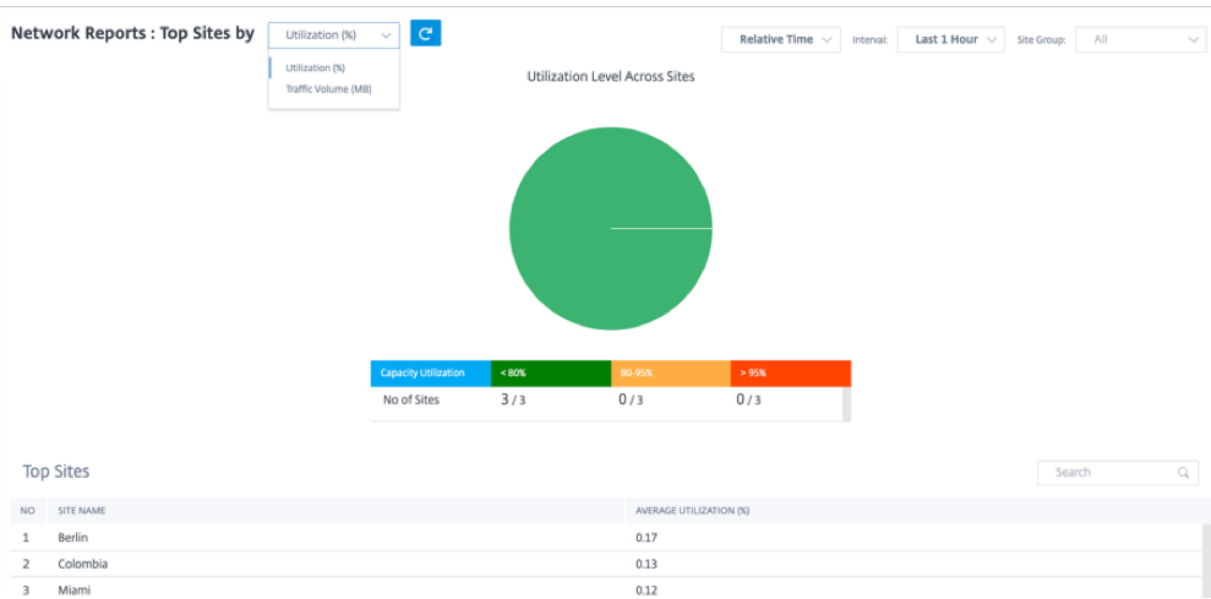 Network Reports : Top Sites by Utilization (%) Relative Time Interval: Last 1 Hour Site Group: All
Utilization (%)
Traffic Volume (MB)
Utilization Level Across Sites
Capacity Utilization < 80% 80-95% > 95%
No of Sites 3 / 3 0 / 3 0 / 3
Top Sites Search
NO SITE NAME AVERAGE UTILIZATION (%)
1 Berlin 0.17
2 Colombia 0.13
3 Miami 0.12